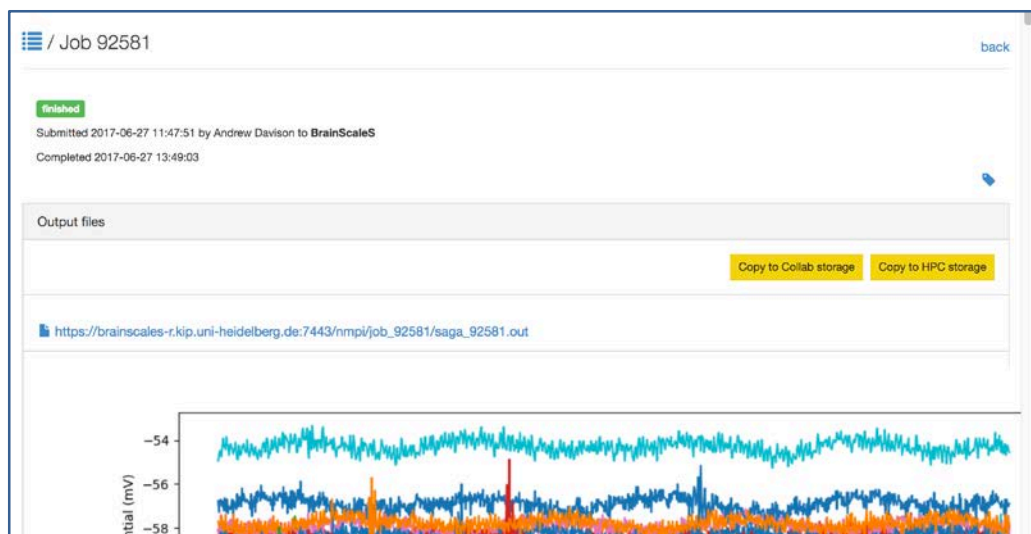 / Job 92581
back
finished
Submitted 2017-06-27 11:47:51 by Andrew Davison to BrainScaleS
Completed 2017-06-27 13:49:03
Output files
Copy to Collab storage Copy to HPC storage
https://brainscales-r.kip.uni-heidelberg.de:7443/nmpi/job_92581/saga_92581.out
−54
−56
−58
ntial (mV)